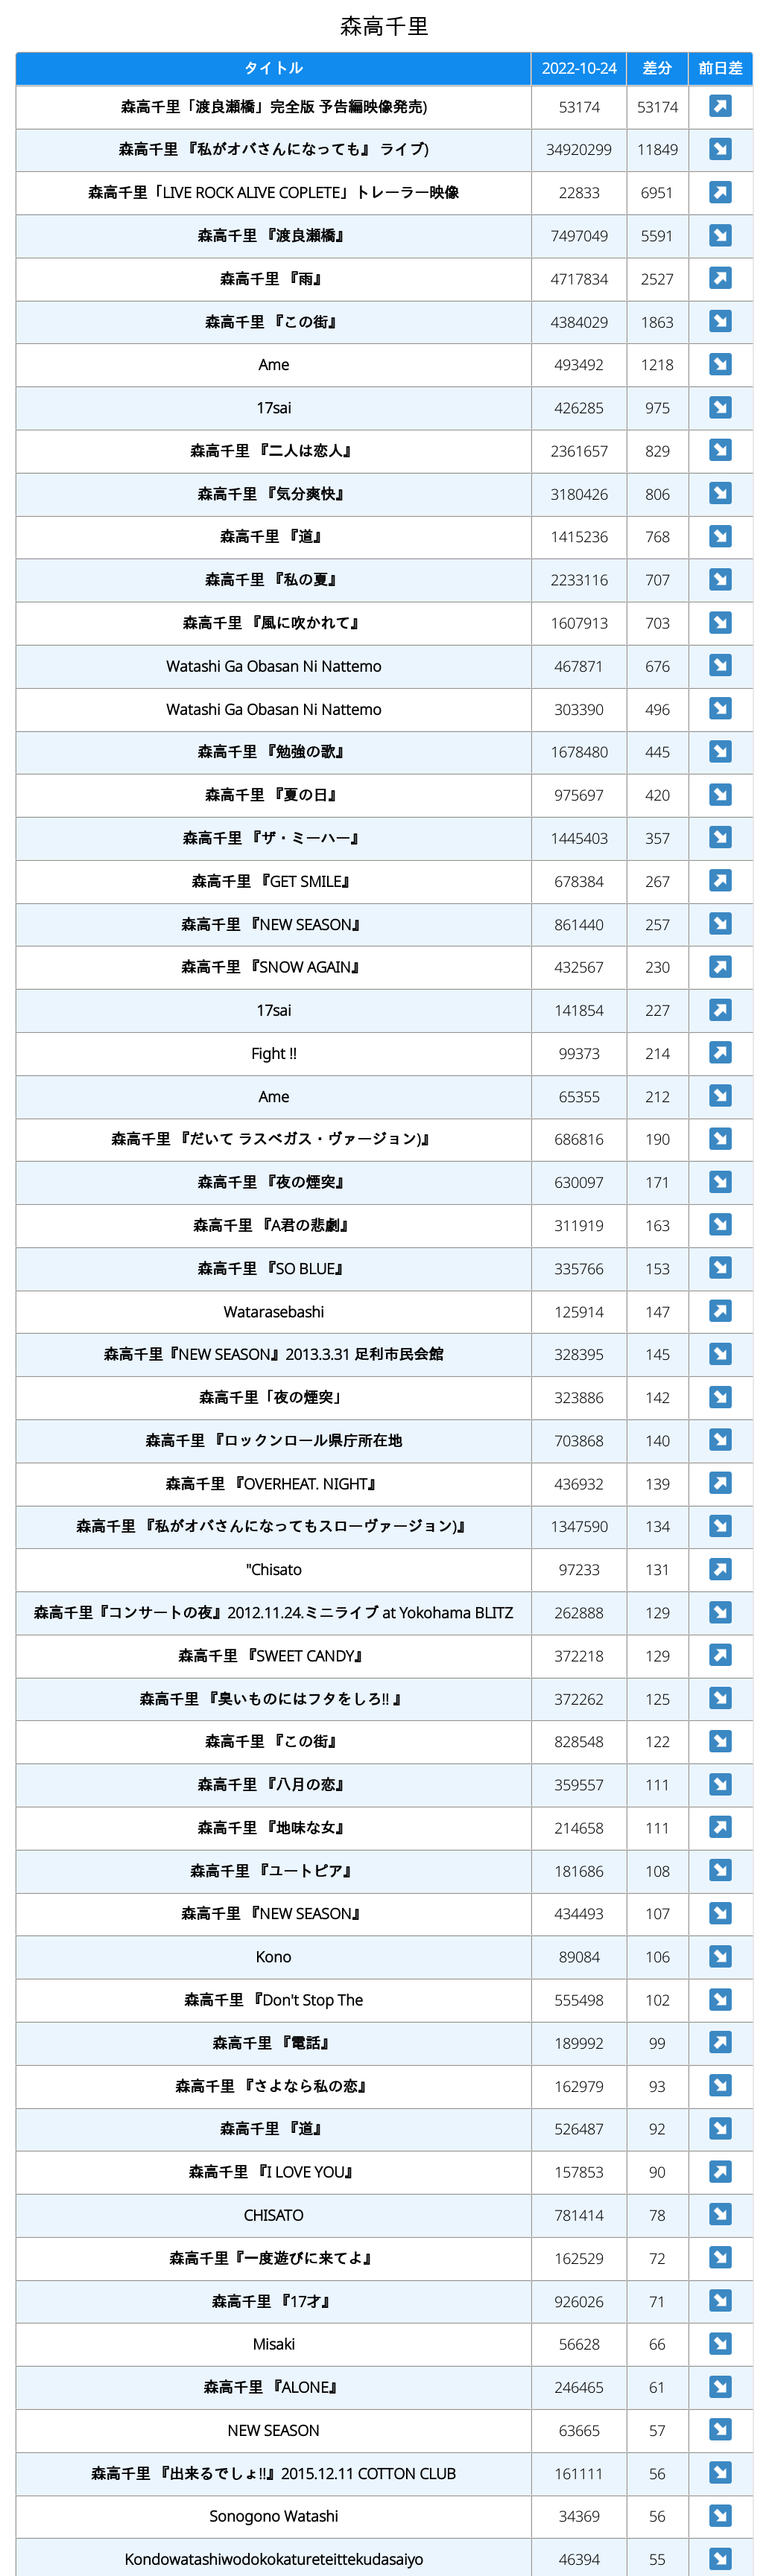 森高千里
タイトル 2022-10-24 差分 前日差
森高千里「渡良瀬橋」完全版 予告編映像発売) 53174 53174
森高千里 『私がオバさんになっても』 ライブ) 34920299 11849
森高千里「LIVE ROCK ALIVE COPLETE」トレーラー映像 22833 6951
森高千里 『渡良瀬橋』 7497049 5591
森高千里 『雨』 4717834 2527
森高千里 『この街』 4384029 1863
Ame 493492 1218
17sai 426285 975
森高千里 『二人は恋人』 2361657 829
森高千里 『気分爽快』 3180426 806
森高千里 『道』 1415236 768
森高千里 『私の夏』 2233116 707
森高千里 『風に吹かれて』 1607913 703
Watashi Ga Obasan Ni Nattemo 467871 676
Watashi Ga Obasan Ni Nattemo 303390 496
森高千里 『勉強の歌』 1678480 445
森高千里 『夏の日』 975697 420
森高千里 『ザ・ミーハー』 1445403 357
森高千里 『GET SMILE』 678384 267
森高千里 『NEW SEASON』 861440 257
森高千里 『SNOW AGAIN』 432567 230
17sai 141854 227
Fight !! 99373 214
Ame 65355 212
森高千里 『だいて ラスベガス・ヴァージョン)』 686816 190
森高千里 『夜の煙突』 630097 171
森高千里 『A君の悲劇』 311919 163
森高千里 『SO BLUE』 335766 153
Watarasebashi 125914 147
森高千里『NEW SEASON』2013.3.31 足利市民会館 328395 145
森高千里「夜の煙突」 323886 142
森高千里 『ロックンロール県庁所在地 703868 140
森高千里 『OVERHEAT. NIGHT』 436932 139
森高千里 『私がオバさんになってもスローヴァージョン)』 1347590 134
"Chisato 97233 131
森高千里『コンサートの夜』2012.11.24.ミニライブ at Yokohama BLITZ 262888 129
森高千里 『SWEET CANDY』 372218 129
森高千里 『臭いものにはフタをしろ!! 』 372262 125
森高千里 『この街』 828548 122
森高千里 『八月の恋』 359557 111
森高千里 『地味な女』 214658 111
森高千里 『ユートピア』 181686 108
森高千里 『NEW SEASON』 434493 107
Kono 89084 106
森高千里 『Don't Stop The 555498 102
森高千里 『電話』 189992 99
森高千里 『さよなら私の恋』 162979 93
森高千里 『道』 526487 92
森高千里 『I LOVE YOU』 157853 90
CHISATO 781414 78
森高千里『一度遊びに来てよ』 162529 72
森高千里 『17才』 926026 71
Misaki 56628 66
森高千里 『ALONE』 246465 61
NEW SEASON 63665 57
森高千里 『出来るでしょ!!』2015.12.11 COTTON CLUB 161111 56
Sonogono Watashi 34369 56
Kondowatashiwodokokatureteittekudasaiyo 46394 55